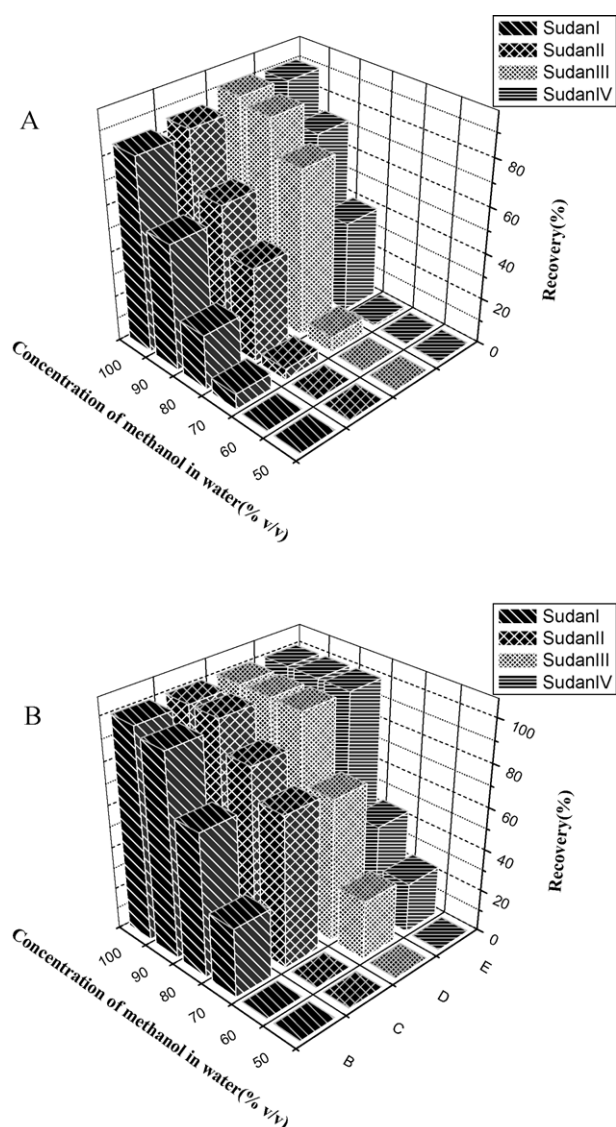 SudanI
SudanII
SudanIII
SudanIV
A
80
60
40
20
0
Recovery(%)
100
90
80
70
60
50
Concentration of methanol in water(% v/v)
SudanI
SudanII
SudanIII
SudanIV
B
100
80
60
40
20
0
Recovery(%)
100
90
80
70
60
50
B
C
D
E
Concentration of methanol in water(% v/v)